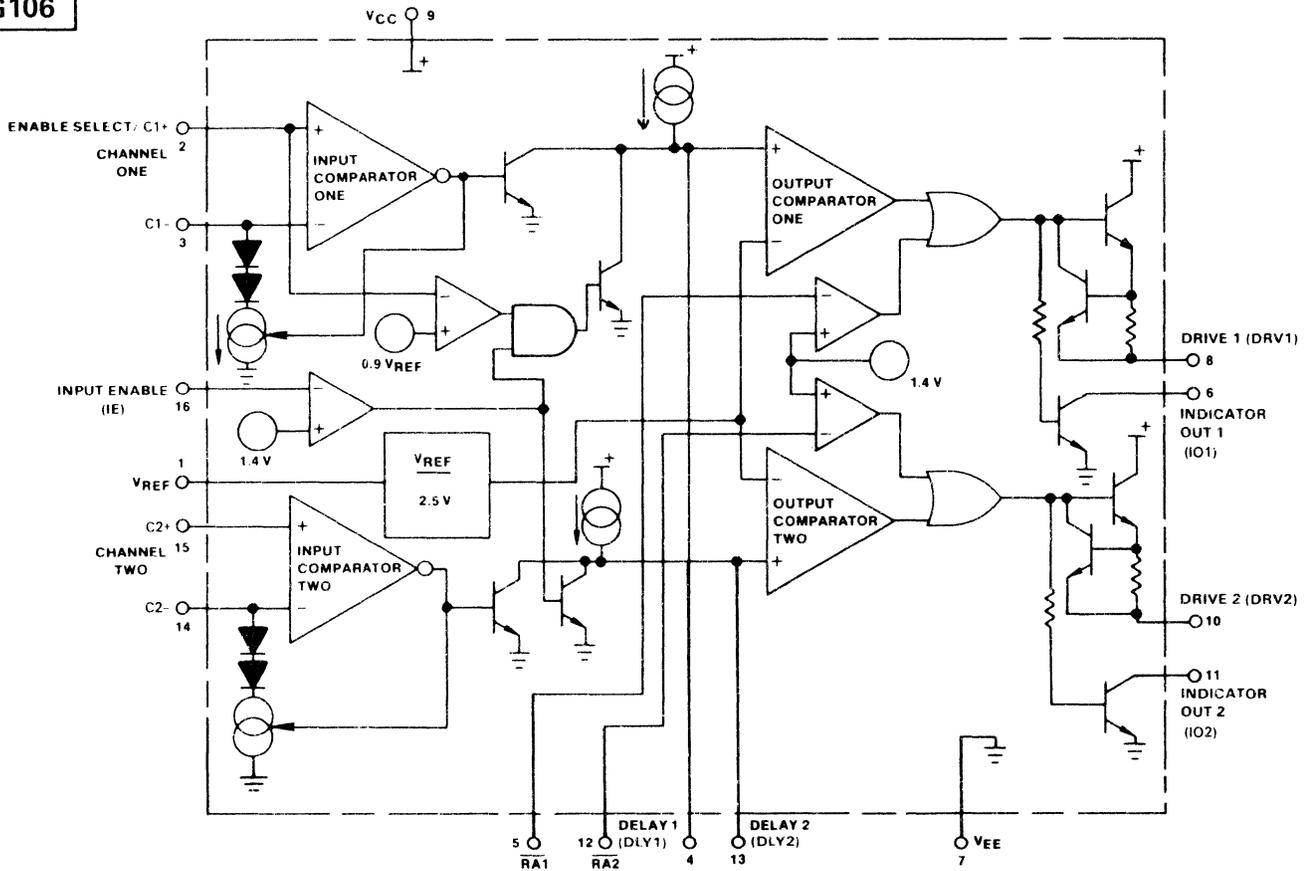 G106
VCC 9
+
+
ENABLE SELECT/ C1+
2
CHANNEL
ONE
C1-
3
+
INPUT
COMPARATOR
ONE
-
+
OUTPUT
COMPARATOR
ONE
-
+
-
+
0.9 VREF
-
+
1.4 V
DRIVE 1 (DRV1)
8
6
INDICATOR
OUT 1
(IO1)
INPUT ENABLE
(IE)
16
-
+
1.4 V
+
-
1
VREF
VREF
2.5 V
+
+
C2+
15
CHANNEL
TWO
C2-
14
+
INPUT
COMPARATOR
TWO
-
-
OUTPUT
COMPARATOR
TWO
+
DRIVE 2 (DRV2)
10
11
INDICATOR
OUT 2
(IO2)
5
RA1
12
RA2
DELAY 1
(DLY1)
4
DELAY 2
(DLY2)
13
VEE
7